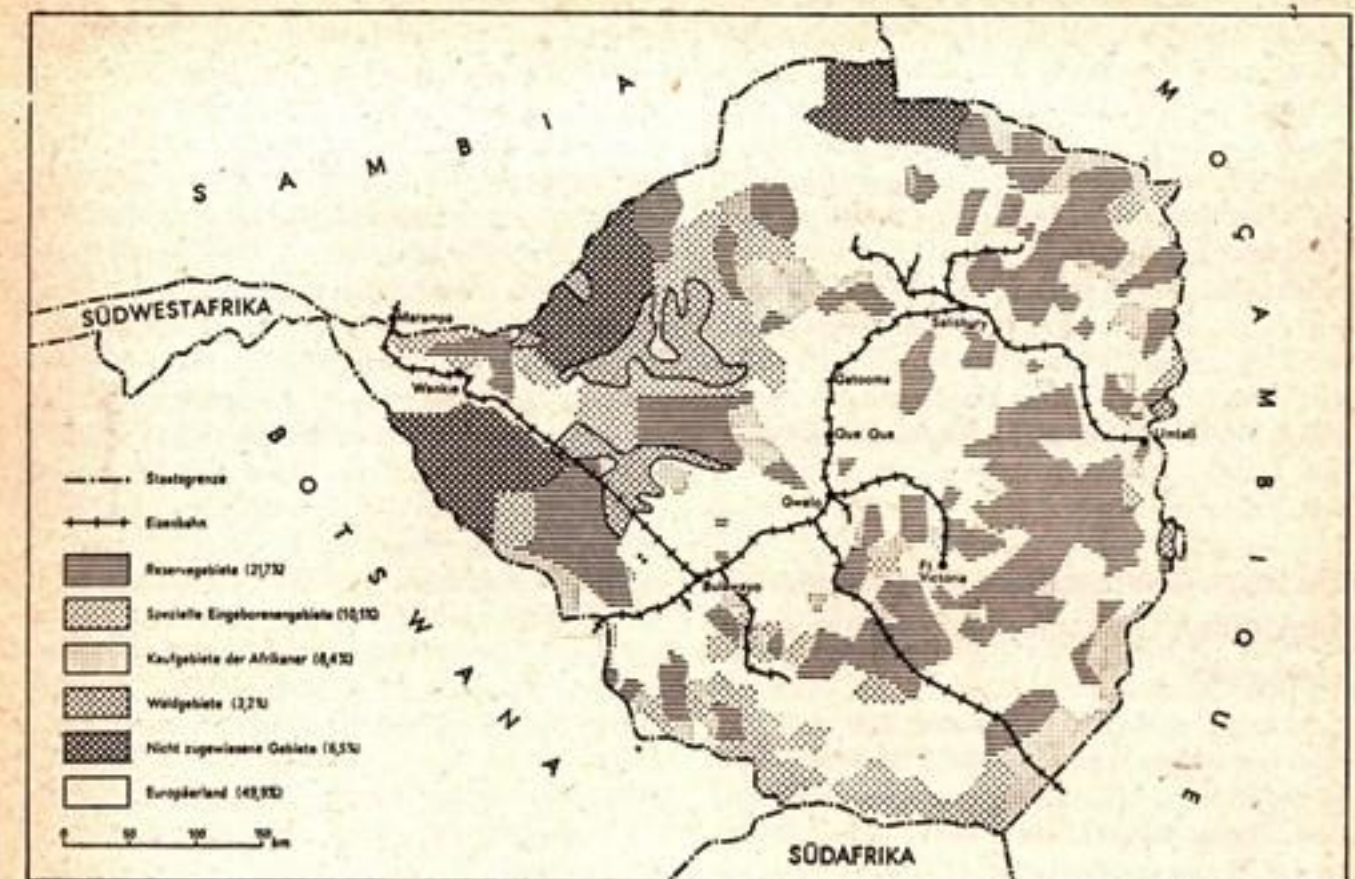 SAMBIA
MOÇAMBIQUE
SÜDWESTAFRIKA
BOTSWANA
SÜDAFRIKA
Marampa
Wankie
Salisbury
Gatooma
Que Que
Umtali
Gwelo
Ft
Victoria
Bulawayo
Staatsgrenze
Eisenbahn
Reservegebiete (21,7%)
Spezielle Eingeborenengebiete (10,1%)
Kaufgebiete der Afrikaner (8,4%)
Waldgebiete (3,2%)
Nicht zugewiesene Gebiete (6,5%)
Europäerland (49,9%)
0 50 100 150 km